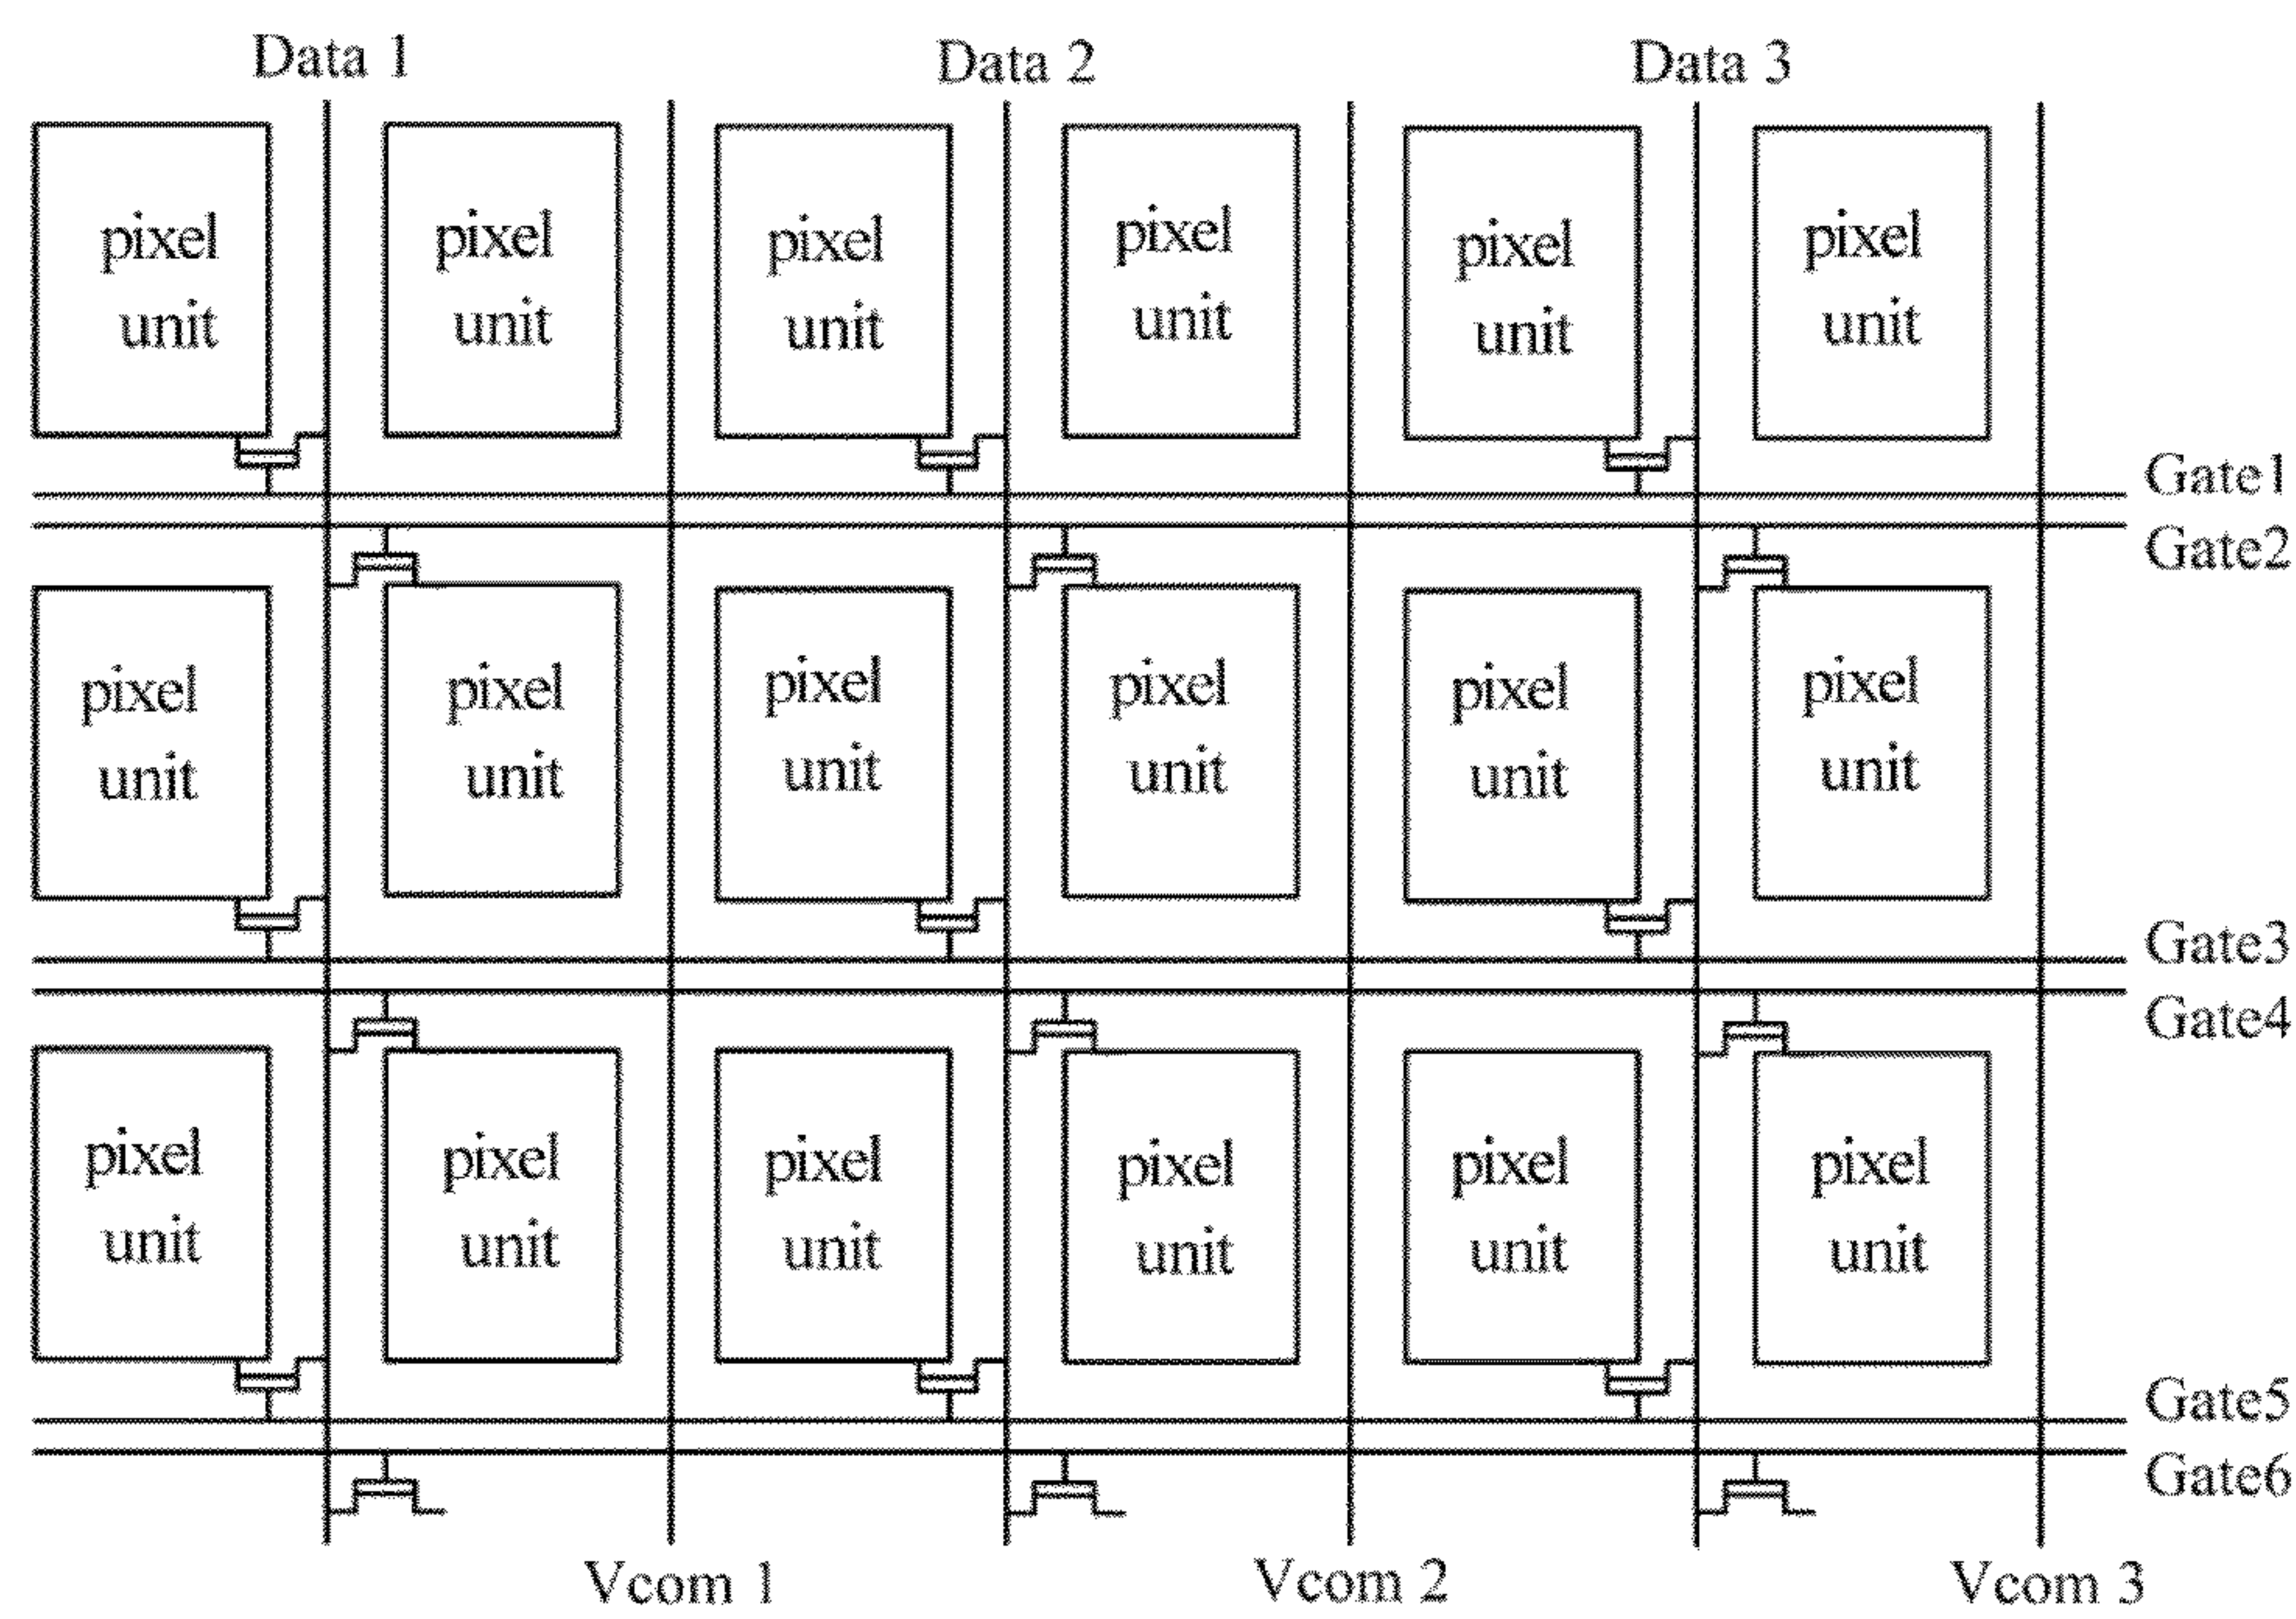 Data 1
Data 2
Data 3
pixel
unit
pixel
unit
pixel
unit
pixel
unit
pixel
unit
pixel
unit
Gate1
Gate2
pixel
unit
pixel
unit
pixel
unit
pixel
unit
pixel
unit
pixel
unit
Gate3
Gate4
pixel
unit
pixel
unit
pixel
unit
pixel
unit
pixel
unit
pixel
unit
Gate5
Gate6
Vcom 1
Vcom 2
Vcom 3